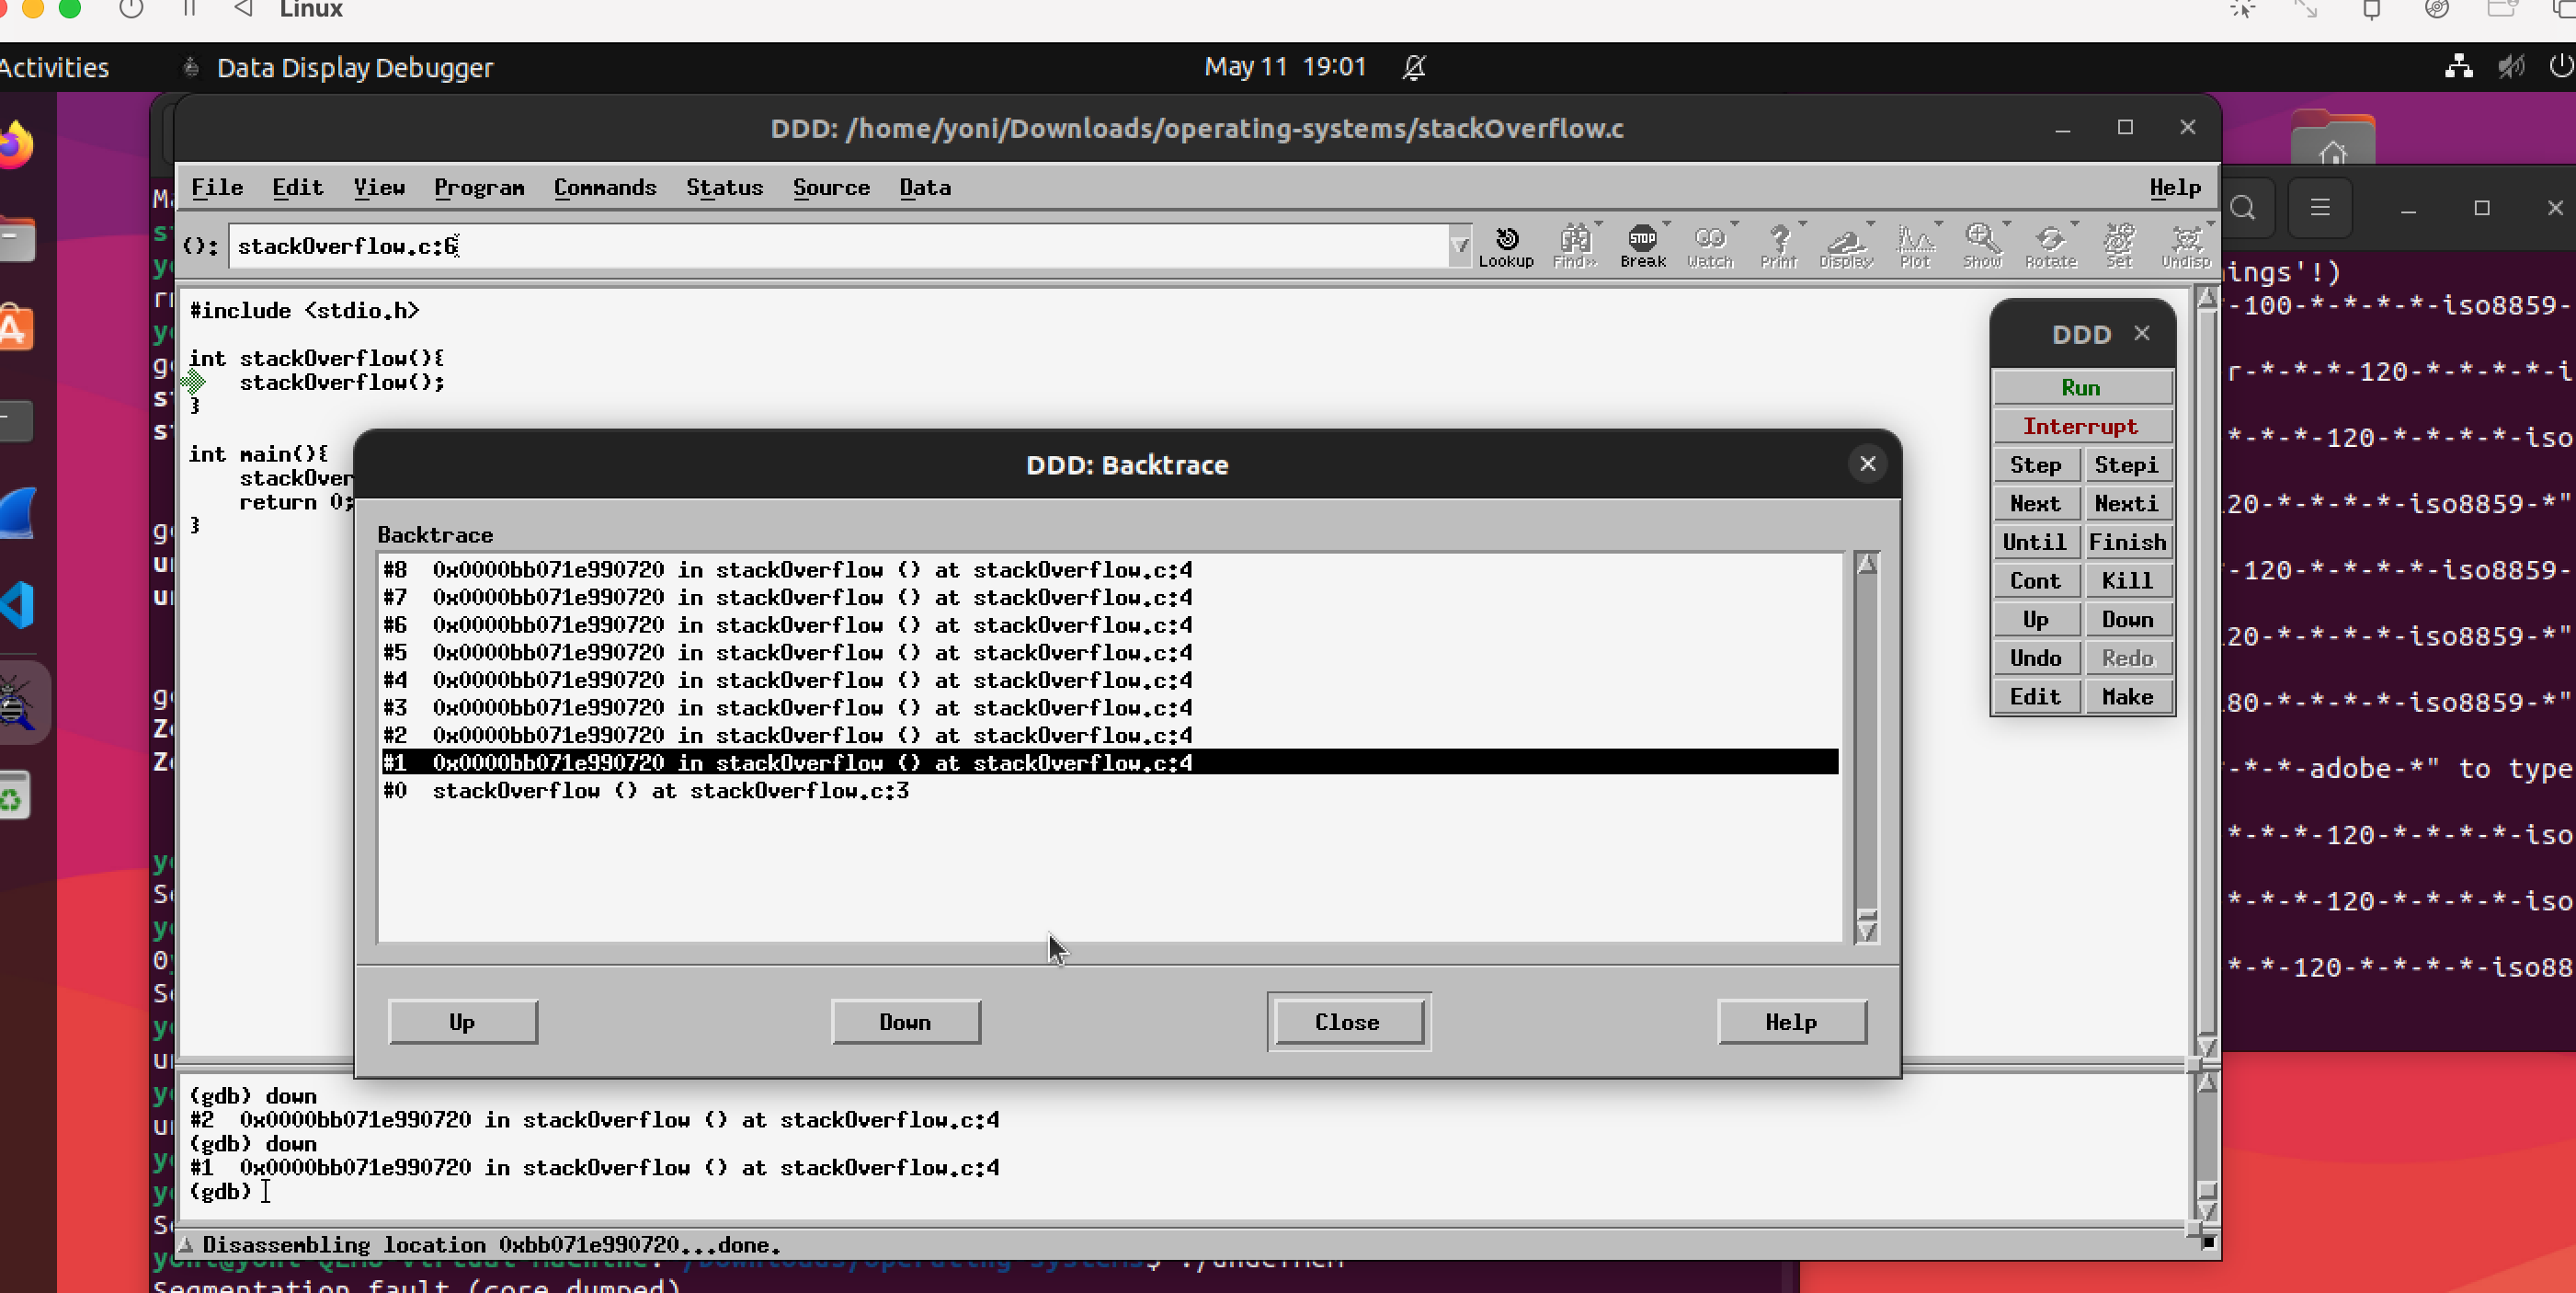 Linux
Activities
Data Display Debugger
May 11 19:01
DDD: /home/yoni/Downloads/operating-systems/stackOverflow.c
File Edit View Program Commands Status Source Data Help
(): stackOverflow.c:6
Lookup Find» Break Watch Print Display Plot Show Rotate Set Undisp
STOP
#include <stdio.h>
int stackOverflow(){
stackOverflow();
}
int main(){
stackOver
return 0;
}
DDD
Run
Interrupt
Step Stepi
Next Nexti
Until Finish
Cont Kill
Up Down
Undo Redo
Edit Make
DDD: Backtrace
Backtrace
#8 0x0000bb071e990720 in stackOverflow () at stackOverflow.c:4
#7 0x0000bb071e990720 in stackOverflow () at stackOverflow.c:4
#6 0x0000bb071e990720 in stackOverflow () at stackOverflow.c:4
#5 0x0000bb071e990720 in stackOverflow () at stackOverflow.c:4
#4 0x0000bb071e990720 in stackOverflow () at stackOverflow.c:4
#3 0x0000bb071e990720 in stackOverflow () at stackOverflow.c:4
#2 0x0000bb071e990720 in stackOverflow () at stackOverflow.c:4
#1 0x0000bb071e990720 in stackOverflow () at stackOverflow.c:4
#0 stackOverflow () at stackOverflow.c:3
Up Down Close Help
(gdb) down
#2 0x0000bb071e990720 in stackOverflow () at stackOverflow.c:4
(gdb) down
#1 0x0000bb071e990720 in stackOverflow () at stackOverflow.c:4
(gdb)
Disassembling location 0xbb071e990720...done.
Segmentation fault (core dumped)
ings'!)
-100-*-*-*-*-iso8859-
r-*-*-*-120-*-*-*-*-i
*-*-*-120-*-*-*-*-iso
20-*-*-*-*-iso8859-*"
-120-*-*-*-*-iso8859-
20-*-*-*-*-iso8859-*"
80-*-*-*-*-iso8859-*"
-*-*-adobe-*" to type
*-*-*-120-*-*-*-*-iso
*-*-*-120-*-*-*-*-iso
*-*-120-*-*-*-*-iso88